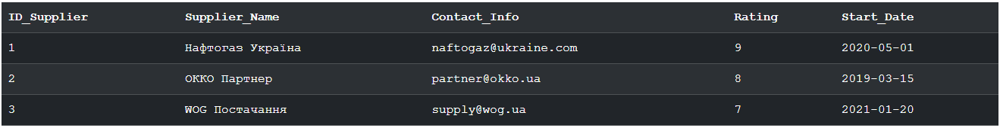 ID_Supplier Supplier_Name Contact_Info Rating Start_Date
1 Нафтогаз Україна naftogaz@ukraine.com 9 2020-05-01
2 ОККО Партнер partner@okko.ua 8 2019-03-15
3 WOG Постачання supply@wog.ua 7 2021-01-20